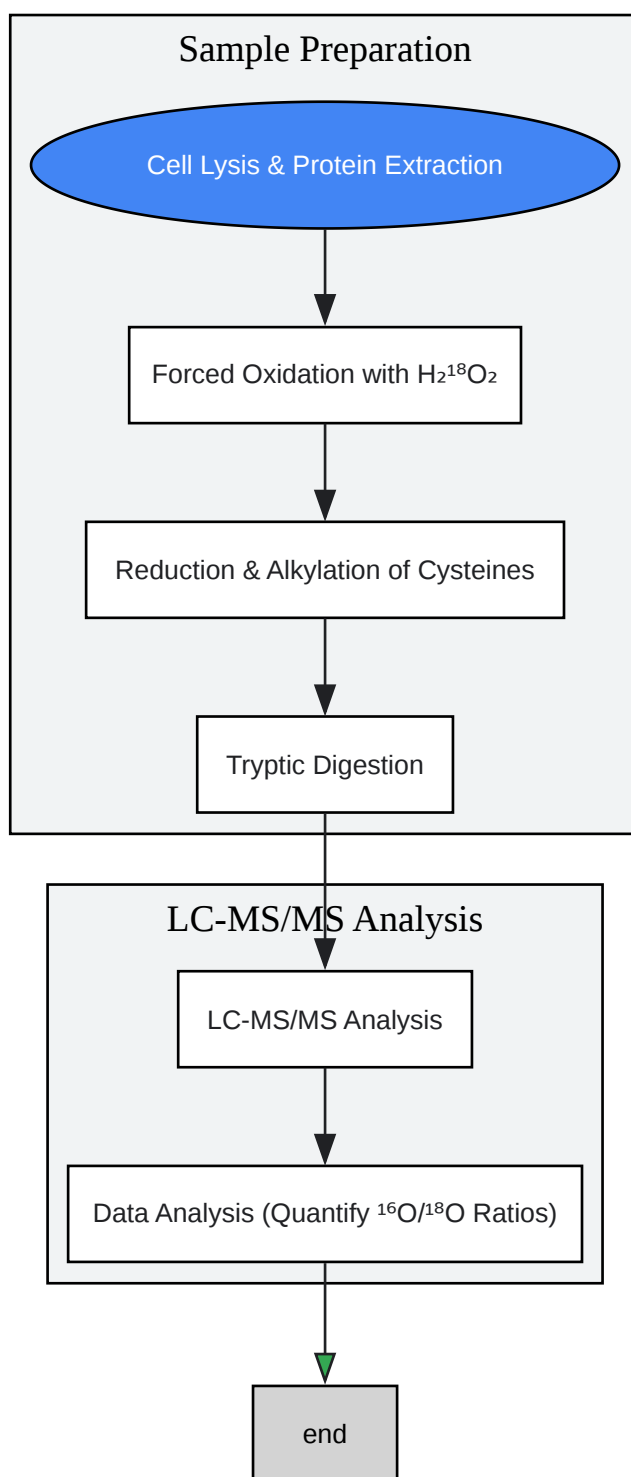 Sample Preparation
Cell Lysis & Protein Extraction
Forced Oxidation with H₂¹⁸O₂
Reduction & Alkylation of Cysteines
Tryptic Digestion
LC-MS/MS Analysis
LC-MS/MS Analysis
Data Analysis (Quantify ¹⁶O/¹⁸O Ratios)
end